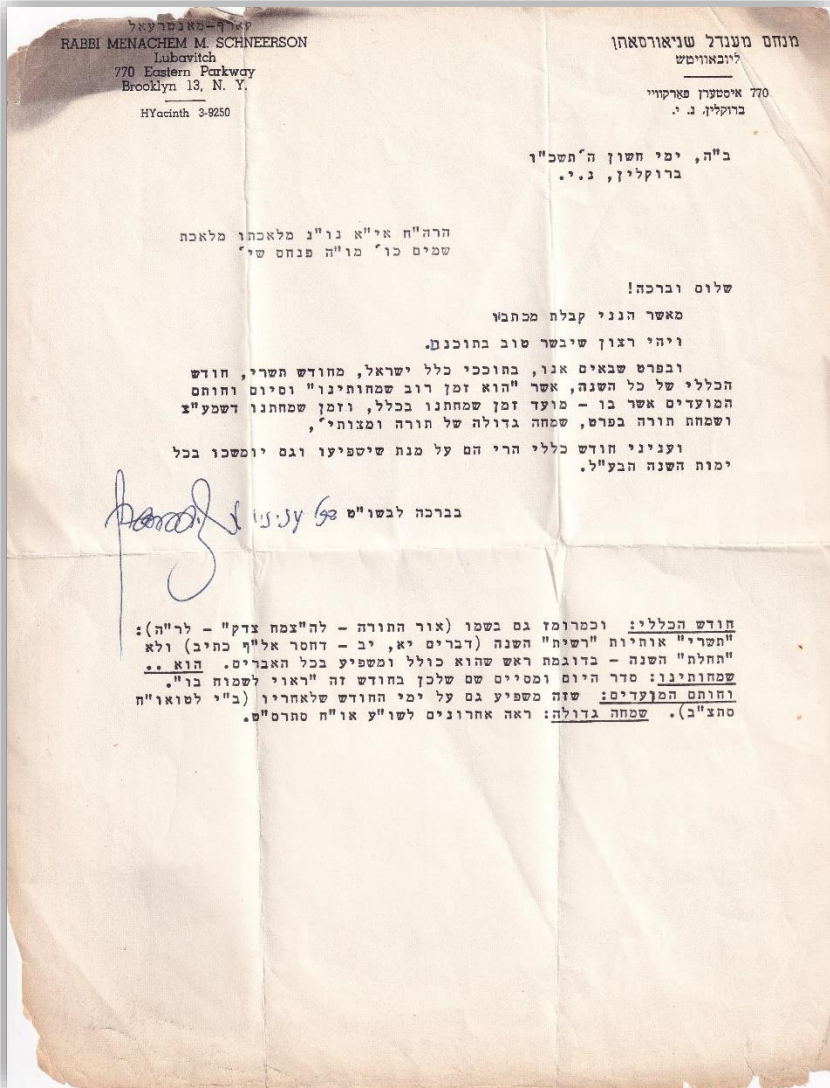 קארף-מאנטרעאל
RABBI MENACHEM M. SCHNEERSON
Lubavitch
770 Eastern Parkway
Brooklyn 13, N. Y.
HYacinth 3-9250
מנחם מענדל שניאורסאהן
ליובאוויטש
770 איסטערן פארקוויי
ברוקלין, נ. י.
ב"ה, ימי חשון ה'תשכ"ו
ברוקלין, נ.י.
הרה"ח אי"א נו"נ מלאכתו מלאכת
שמים כו' מו"ה פנחס שי'
שלום וברכה!
מאשר הנני קבלת מכתבו
ויהי רצון שיבשר טוב בתוכנם.
ובפרט שבאים אנו, בתוככי כלל ישראל, מחודש תשרי, חודש
הכללי של כל השנה, אשר "הוא זמן רוב שמחותינו" וסיום וחותם
המועדים אשר בו - מועד זמן שמחתנו בכלל, וזמן שמחתנו דשמע"צ
ושמחת תורה בפרט, שמחה גדולה של תורה ומצותי',
ועניני חודש כללי הרי הם על מנת שישפיעו וגם יומשכו בכל
ימות השנה הבע"ל.
בברכה לבשו"ט
חודש הכללי: וכמרומז גם בשמו (אור התורה - לה"צמח צדק" - לר"ה):
"תשרי" אותיות "רשית" השנה (דברים יא, יב - דחסר אל"ף כתיב) ולא
"תחלת" השנה - בדוגמת ראש שהוא כולל ומשפיע בכל האברים. הוא ..
שמחותינו: סדר היום ומסיים שם שלכן בחודש זה "ראוי לשמוח בו".
וחותם המועדים: שזה משפיע גם על ימי החודש שלאחריו (ב"י לטואו"ח
סתצ"ב). שמחה גדולה: ראה אחרונים לשו"ע או"ח סתרס"ט.